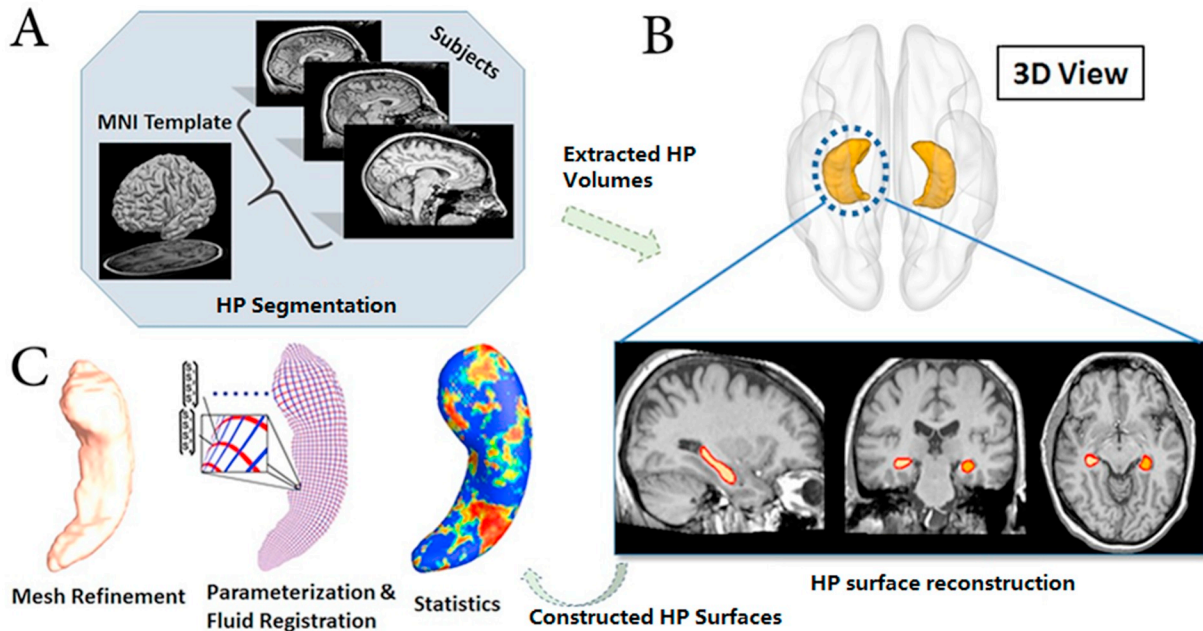 A
Subjects
MNI Template
HP Segmentation
Extracted HP
Volumes
B
3D View
HP surface reconstruction
Constructed HP Surfaces
C
Mesh Refinement
Parameterization &
Fluid Registration
Statistics